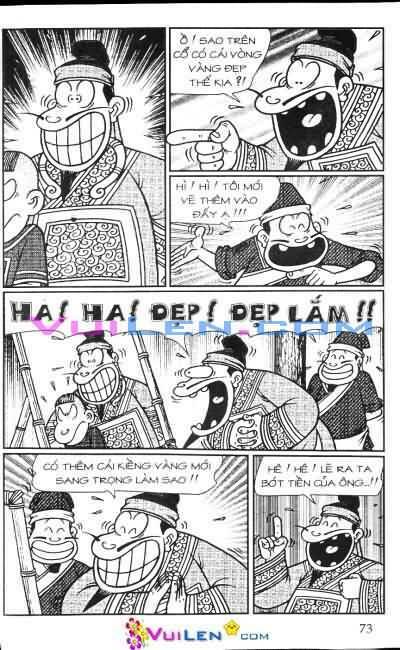 Ồ! SAO TRÊN
CỔ CÓ CÁI VÒNG
VÀNG ĐẸP
THẾ KIA?!
HÌ! HÌ! TÔI MỚI
VẼ THÊM VÀO
ĐẤY Ạ!!!
HA! HA! ĐẸP! ĐẸP LẮM!!
VUILEN.COM
CÓ THÊM CÁI KIỀNG VÀNG MỚI
SANG TRỌNG LÀM SAO!!
HÊ! HÊ! LẼ RA TA
BỚT TIỀN CỦA ÔNG..!!
73
VUILEN.COM